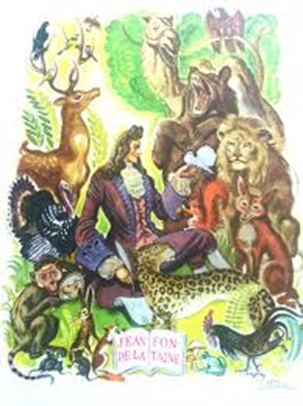 JEAN FON-
DE LA TAINE